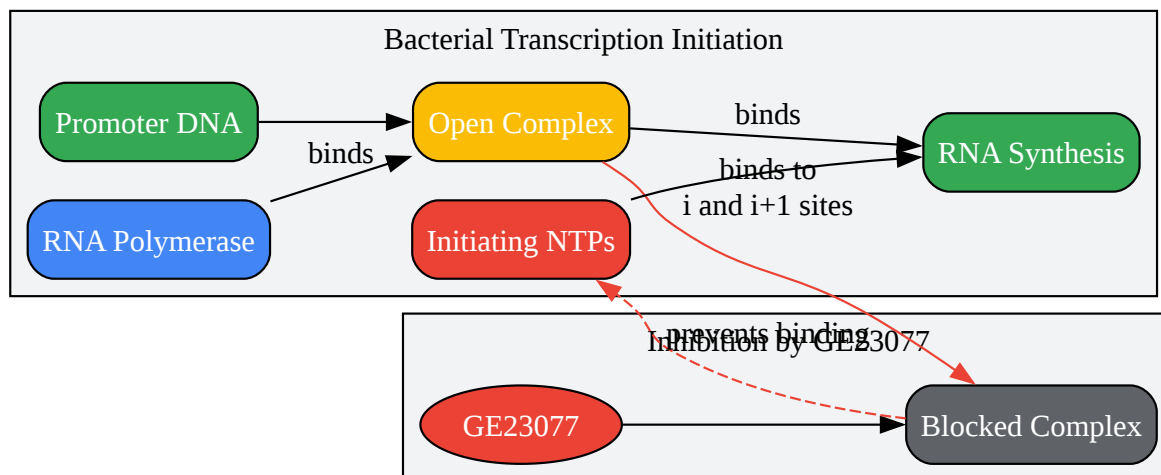 Bacterial Transcription Initiation
Promoter DNA
Open Complex
binds
RNA Synthesis
binds
binds to
i and i+1 sites
RNA Polymerase
Initiating NTPs
prevents binding
Inhibition by GE23077
GE23077
Blocked Complex